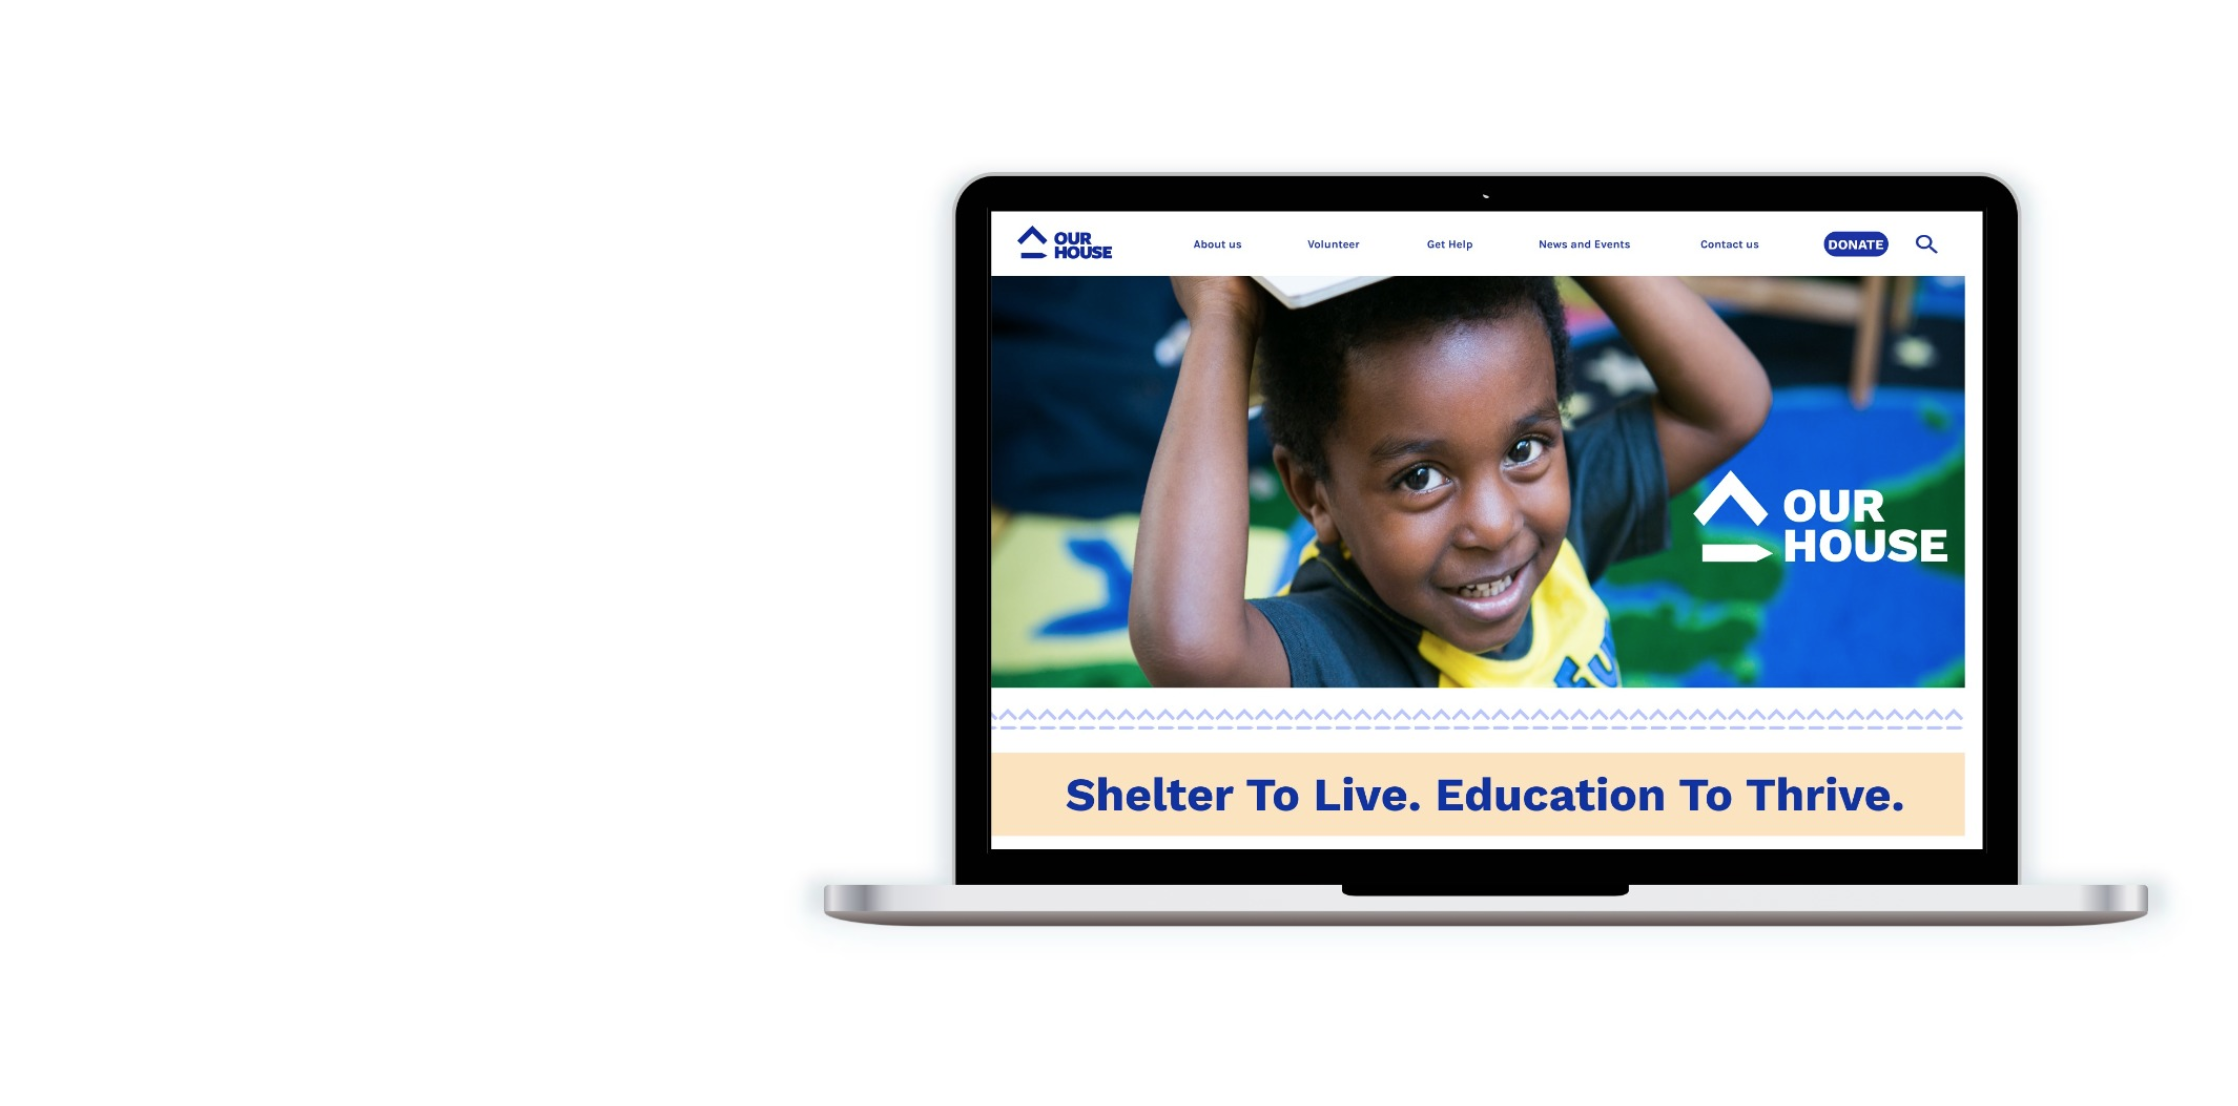 OUR
HOUSE
About us
Volunteer
Get Help
News and Events
Contact us
DONATE
OUR
HOUSE
Shelter To Live. Education To Thrive.